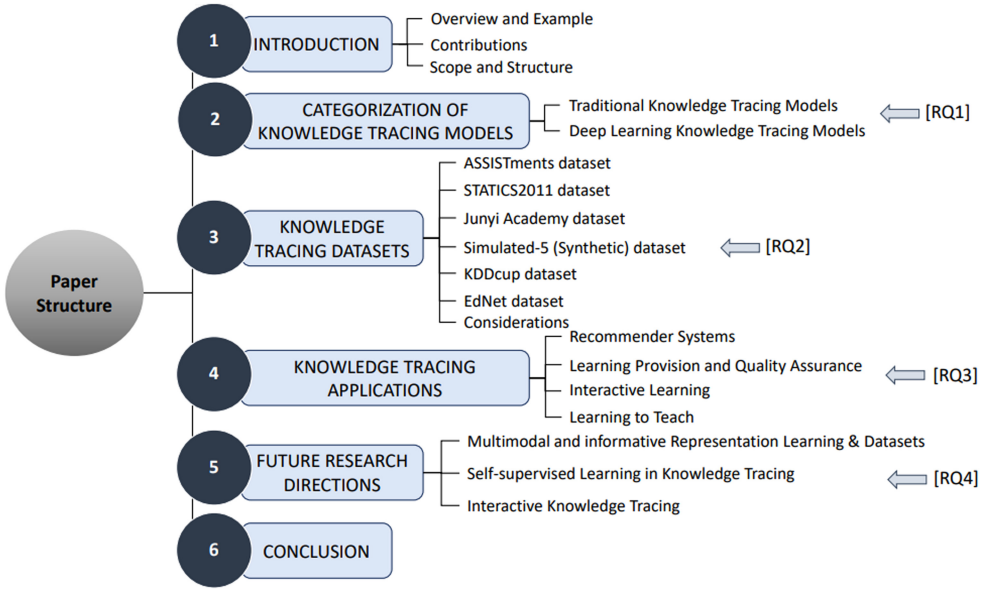 1
INTRODUCTION
Overview and Example
Contributions
Scope and Structure
2
CATEGORIZATION OF
KNOWLEDGE TRACING MODELS
Traditional Knowledge Tracing Models
Deep Learning Knowledge Tracing Models
[RQ1]
Paper
Structure
3
KNOWLEDGE
TRACING DATASETS
ASSISTments dataset
STATICS2011 dataset
Junyi Academy dataset
Simulated-5 (Synthetic) dataset
KDDcup dataset
EdNet dataset
Considerations
[RQ2]
4
KNOWLEDGE TRACING
APPLICATIONS
Recommender Systems
Learning Provision and Quality Assurance
Interactive Learning
Learning to Teach
[RQ3]
5
FUTURE RESEARCH
DIRECTIONS
Multimodal and informative Representation Learning & Datasets
Self-supervised Learning in Knowledge Tracing
Interactive Knowledge Tracing
[RQ4]
6
CONCLUSION